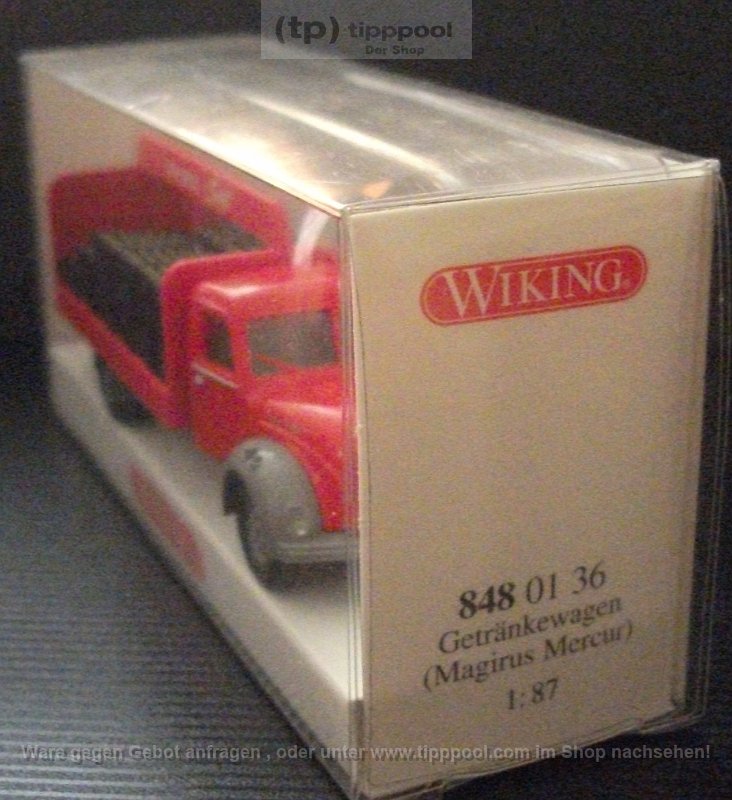 (tp) tipppool
Der Shop
WIKING
848 01 36
Getränkewagen
(Magirus Mercur)
1:87
Ware gegen Gebot anfragen , oder unter www.tipppool.com im Shop nachsehen!